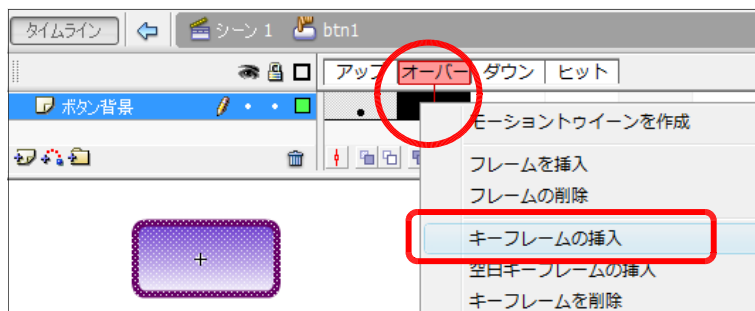 タイムライン シーン 1 btn1
アップ オーバー ダウン ヒット
ボタン背景
モーショントゥイーンを作成
フレームを挿入
フレームの削除
キーフレームの挿入
空白キーフレームの挿入
キーフレームを削除